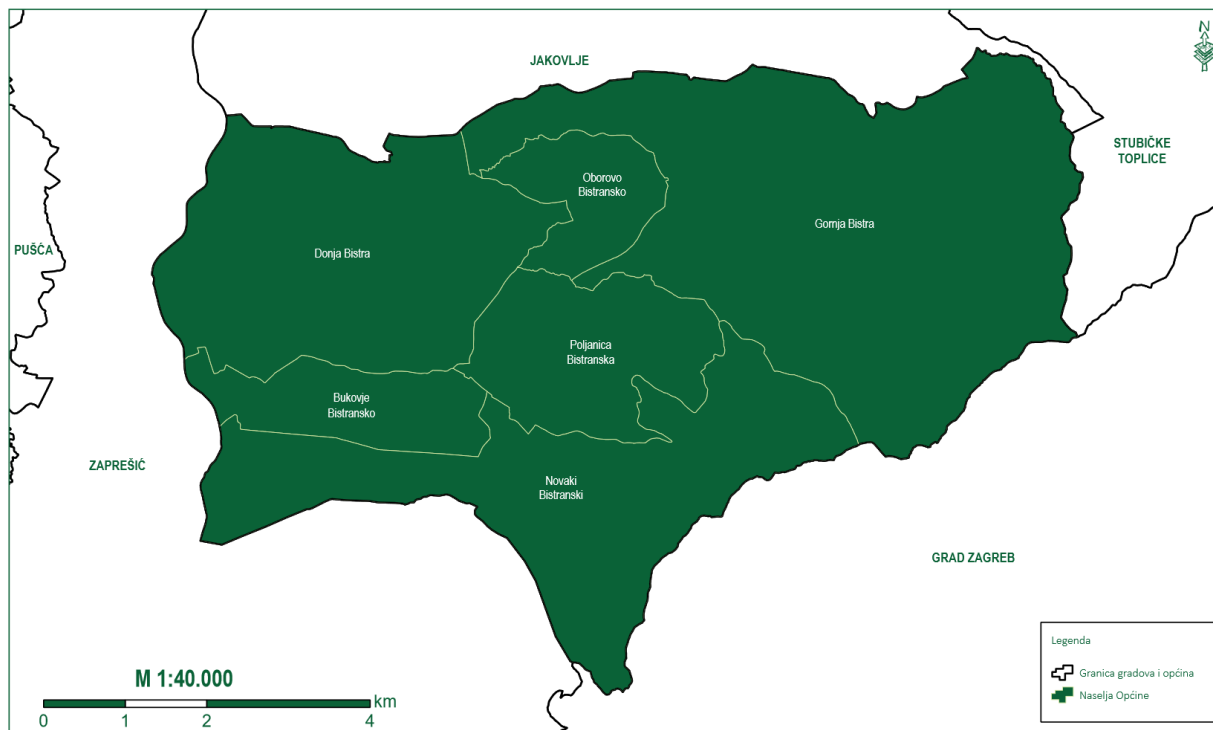 N
JAKOVLJE
STUBIČKE
TOPLICE
Oborovo
Bistransko
Gornja Bistra
PUŠĆA
Donja Bistra
Poljanica
Bistranska
Bukovje
Bistransko
ZAPREŠIĆ
Novaki
Bistranski
GRAD ZAGREB
Legenda
Granica gradova i općina
Naselja Općine
M 1:40.000
km
0 1 2 4